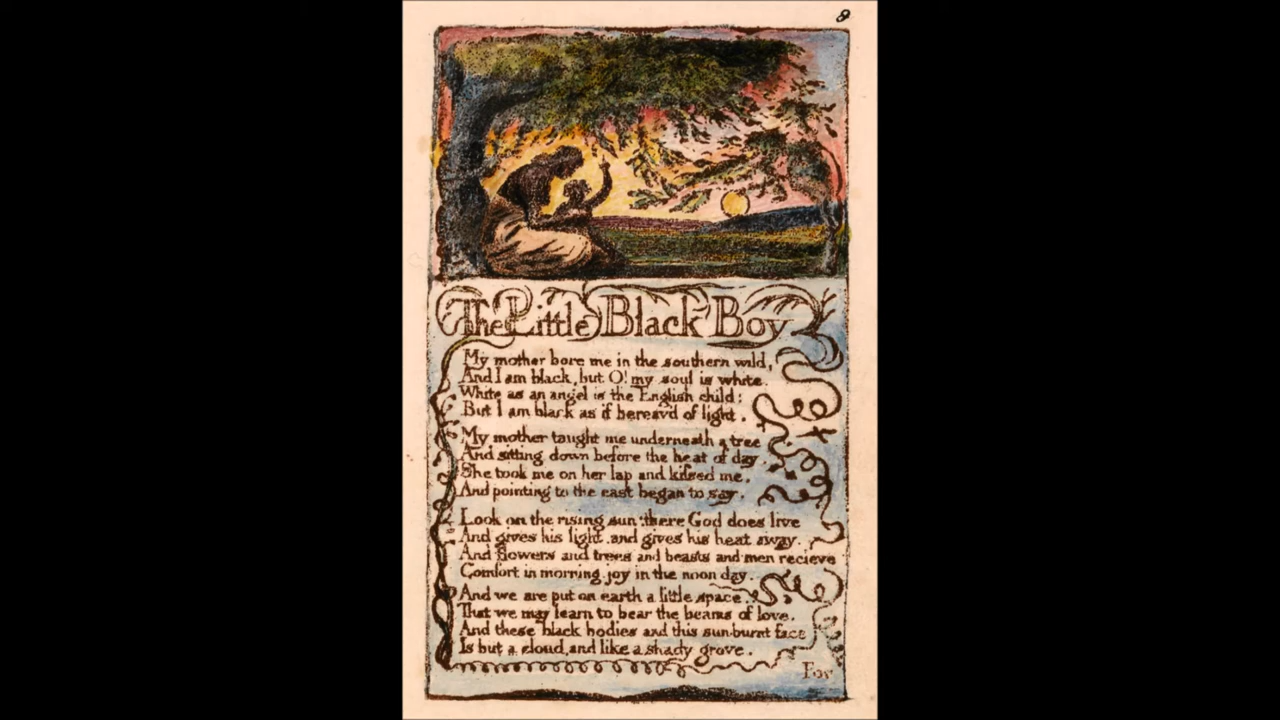 8
The Little Black Boy
My mother bore me in the southern wild,
And I am black, but O! my soul is white.
White as an angel is the English child:
But I am black as if bereav'd of light.
My mother taught me underneath a tree
And sitting down before the heat of day.
She took me on her lap and kissed me,
And pointing to the east began to say.
Look on the rising sun: there God does live
And gives his light, and gives his heat away.
And flowers and trees and beasts and men recieve
Comfort in morning joy in the noon day.
And we are put on earth a little space.
That we may learn to bear the beams of love,
And these black bodies and this sun-burnt face
Is but a cloud, and like a shady grove.
For